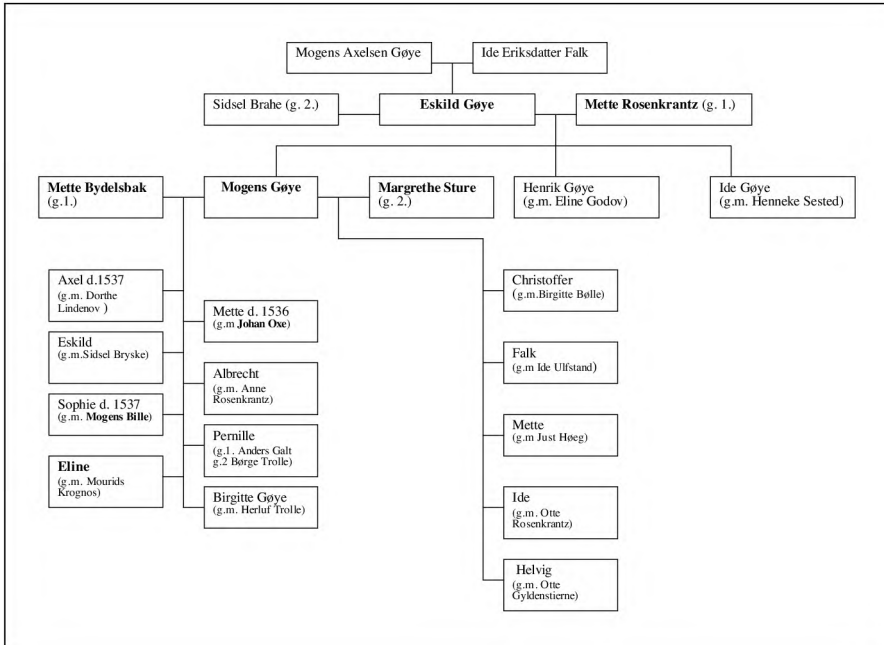 Mogens Axelsen Gøye
Ide Eriksdatter Falk
Sidsel Brahe (g. 2.)
Eskild Gøye
Mette Rosenkrantz (g. 1.)
Mette Bydelsbak
(g.1.)
Mogens Gøye
Margrethe Sture
(g. 2.)
Henrik Gøye
(g.m. Eline Godov)
Ide Gøye
(g.m. Henneke Sested)
Axel d.1537
(g.m. Dorthe
Lindenov )
Eskild
(g.m.Sidsel Bryske)
Sophie d. 1537
(g.m. Mogens Bille)
Eline
(g.m. Mourids
Krognos)
Mette d. 1536
(g.m Johan Oxe)
Albrecht
(g.m. Anne
Rosenkrantz)
Pernille
(g.1. Anders Galt
g.2 Børge Trolle)
Birgitte Gøye
(g.m. Herluf Trolle)
Christoffer
(g.m.Birgitte Bølle)
Falk
(g.m Ide Ulfstand)
Mette
(g.m Just Høeg)
Ide
(g.m. Otte
Rosenkrantz)
Helvig
(g.m. Otte
Gyldenstierne)